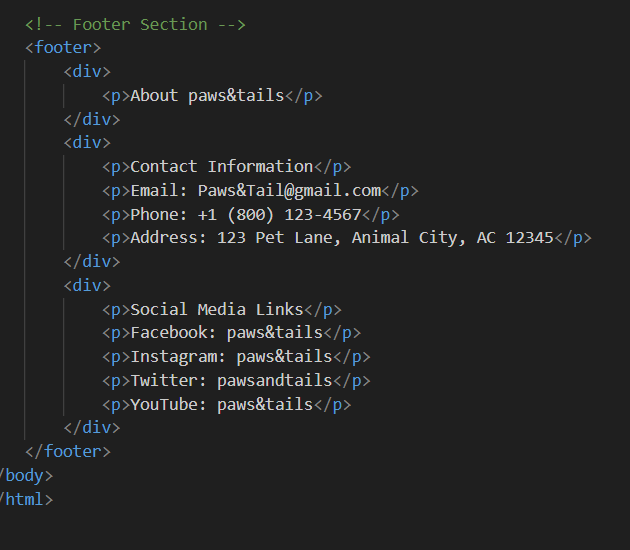 <!-- Footer Section -->
<footer>
<div>
<p>About paws&tails</p>
</div>
<div>
<p>Contact Information</p>
<p>Email: Paws&Tail@gmail.com</p>
<p>Phone: +1 (800) 123-4567</p>
<p>Address: 123 Pet Lane, Animal City, AC 12345</p>
</div>
<div>
<p>Social Media Links</p>
<p>Facebook: paws&tails</p>
<p>Instagram: paws&tails</p>
<p>Twitter: pawsandtails</p>
<p>YouTube: paws&tails</p>
</div>
</footer>
/body>
/html>